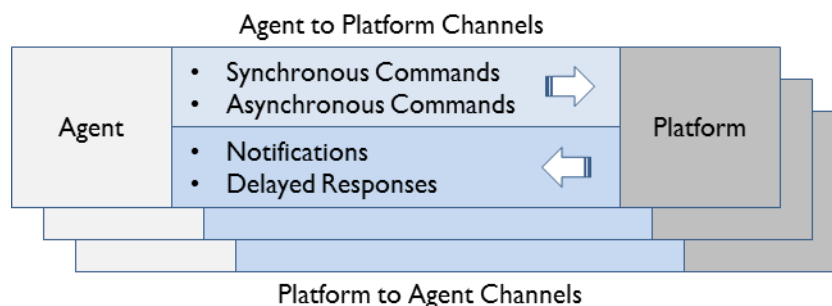 Agent to Platform Channels
Agent
• Synchronous Commands
• Asynchronous Commands
• Notifications
• Delayed Responses
Platform
Platform to Agent Channels